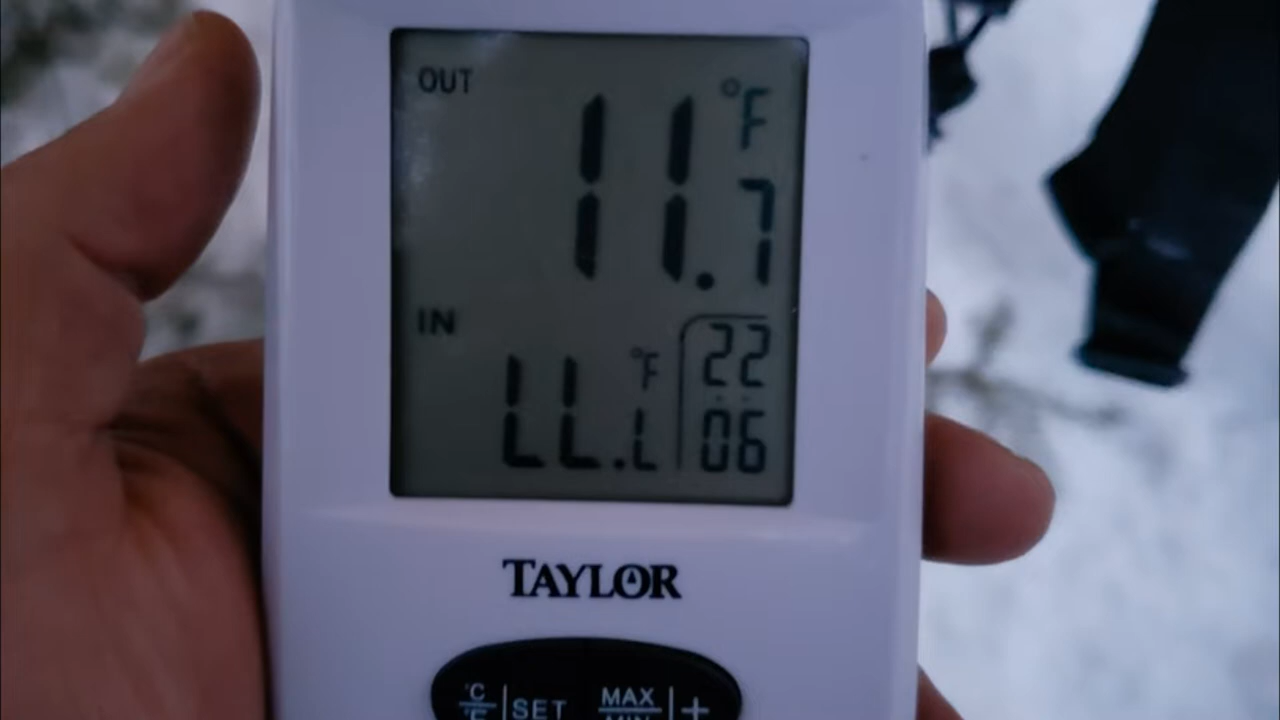 OUT
11.7 °F
IN
LL.L °F
22:06
TAYLOR
°C/°F SET MAX/MIN +